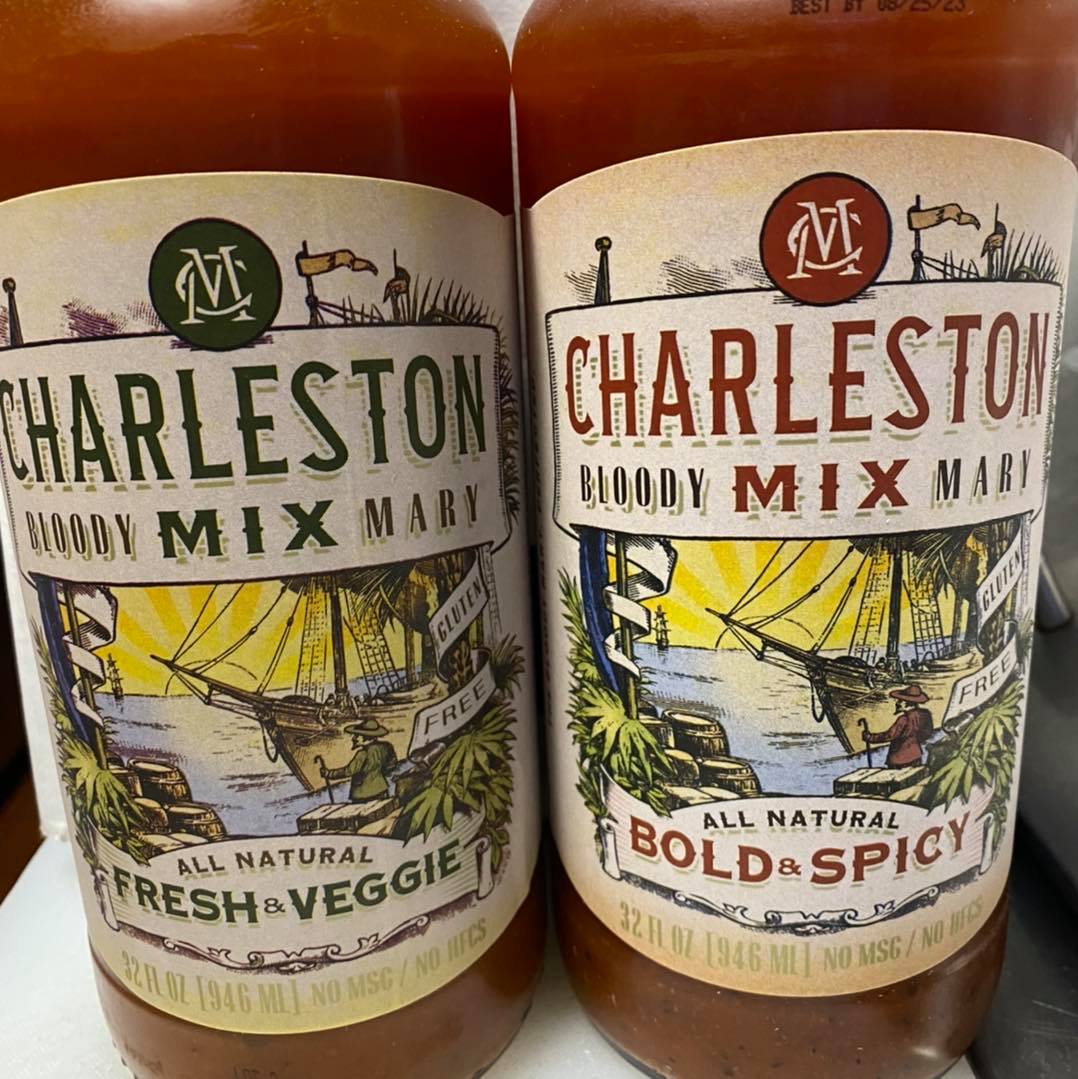 MC
CHARLESTON
BLOODY MIX MARY
GLUTEN
FREE
ALL NATURAL
FRESH & VEGGIE
32 FL OZ [946 ML] NO MSG / NO HFCS
BEST BY 08/25/23
MC
CHARLESTON
BLOODY MIX MARY
GLUTEN
FREE
ALL NATURAL
BOLD & SPICY
32 FL OZ [946 ML] NO MSG / NO HFCS